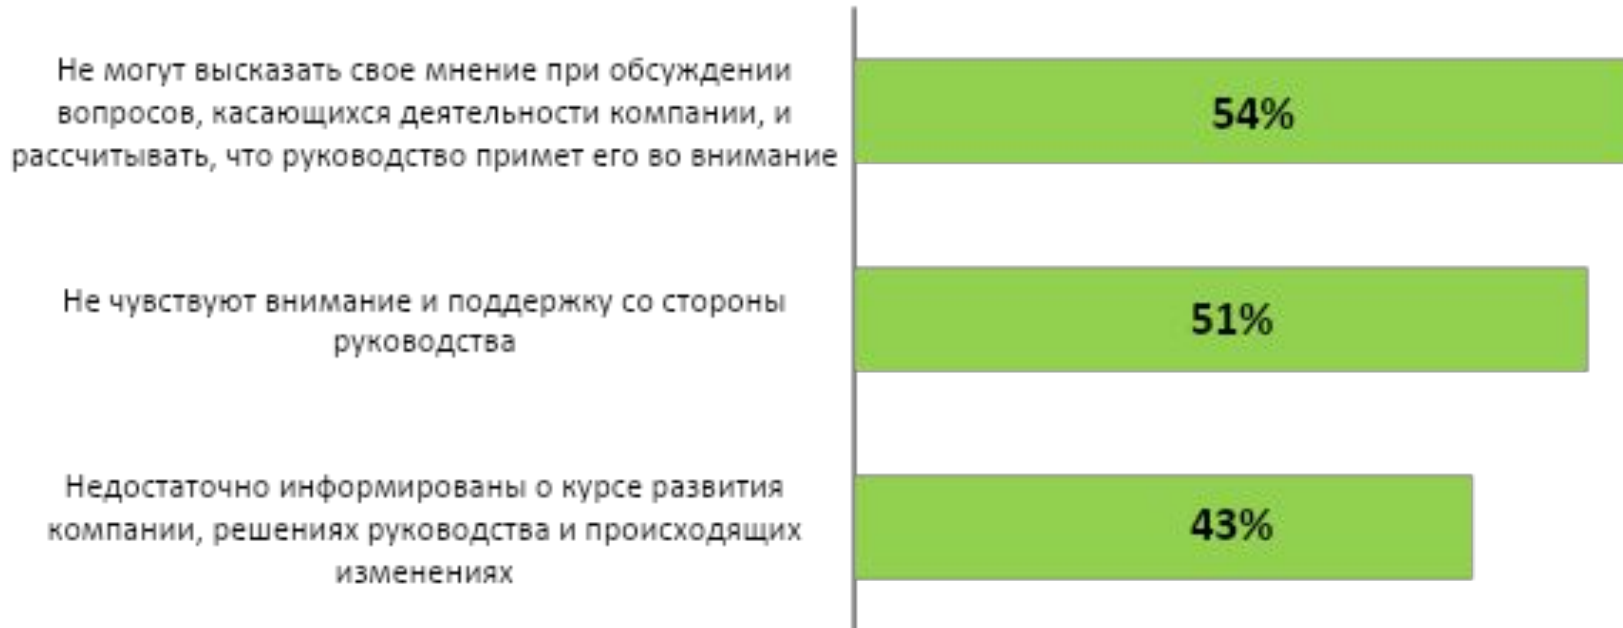 Не могут высказать свое мнение при обсуждении
вопросов, касающихся деятельности компании, и
рассчитывать, что руководство примет его во внимание
54%
Не чувствуют внимание и поддержку со стороны
руководства
51%
Недостаточно информированы о курсе развития
компании, решениях руководства и происходящих
изменениях
43%